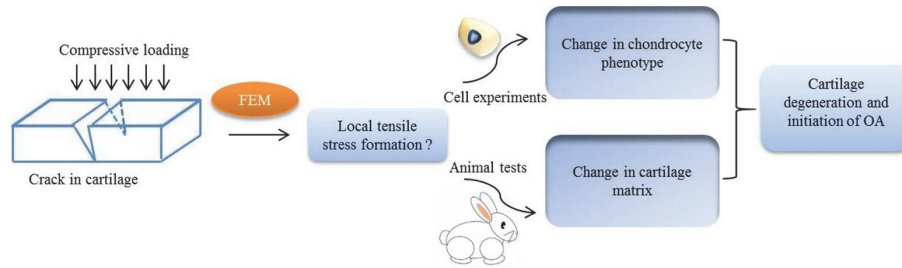 Compressive loading
Crack in cartilage
FEM
Local tensile
stress formation ?
Cell experiments
Animal tests
Change in chondrocyte
phenotype
Change in cartilage
matrix
Cartilage
degeneration and
initiation of OA